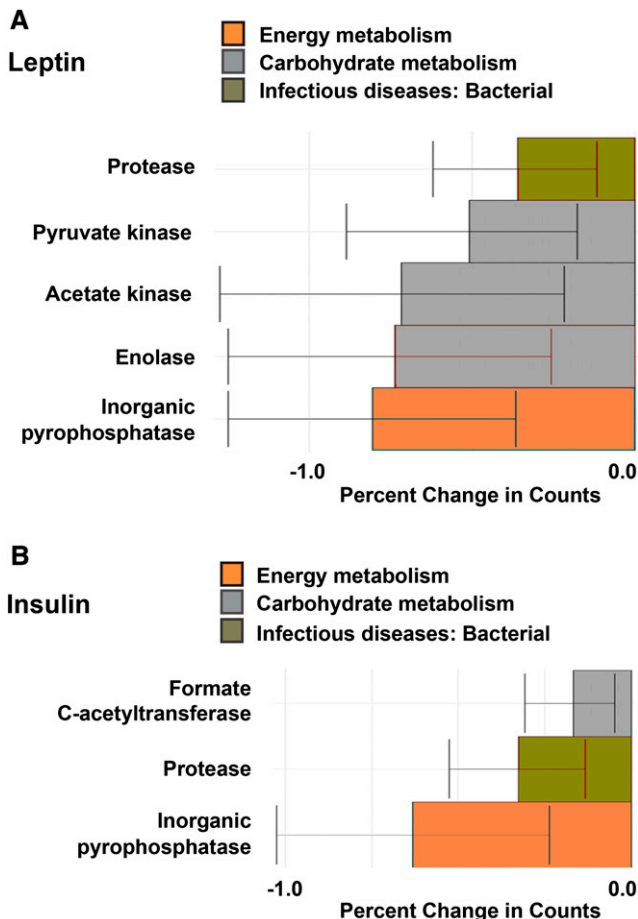 A
Leptin
Energy metabolism
Carbohydrate metabolism
Infectious diseases: Bacterial
Protease
Pyruvate kinase
Acetate kinase
Enolase
Inorganic
pyrophosphatase
-1.0 0.0
Percent Change in Counts
B
Insulin
Energy metabolism
Carbohydrate metabolism
Infectious diseases: Bacterial
Formate
C-acetyltransferase
Protease
Inorganic
pyrophosphatase
-1.0 0.0
Percent Change in Counts